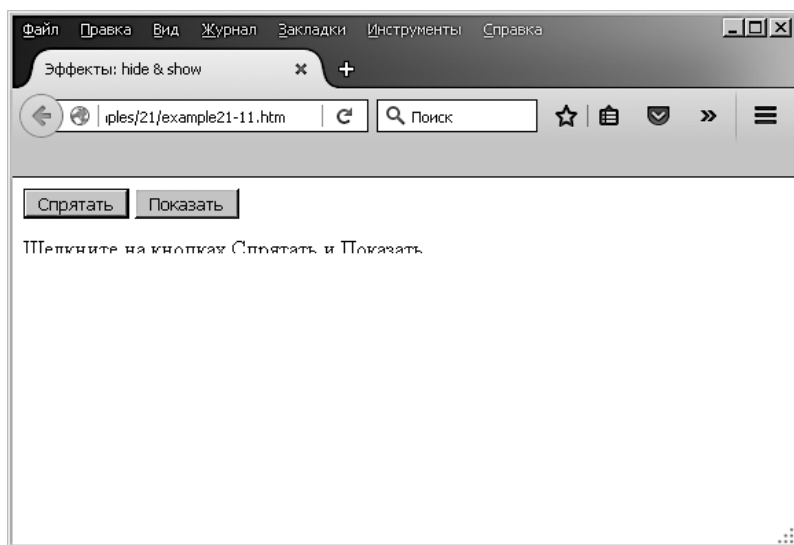 Файл Правка Вид Журнал Закладки Инструменты Справка
Эффекты: hide & show
ples/21/example21-11.htm
Поиск
Спрятать Показать
Щелкните на кнопках Спрятать и Показать